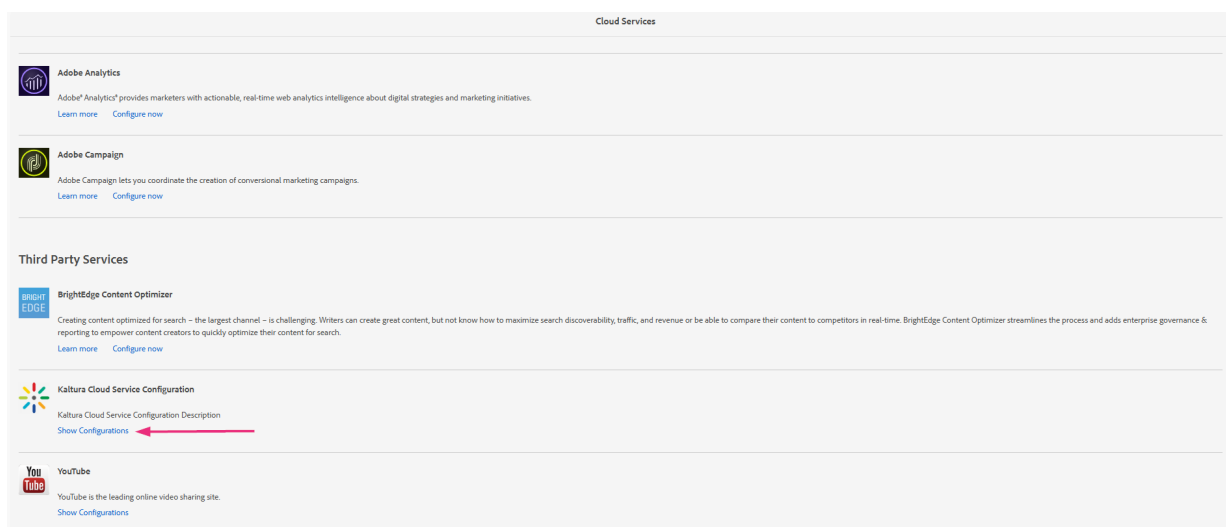 Cloud Services
Adobe Analytics
Adobe® Analytics® provides marketers with actionable, real-time web analytics intelligence about digital strategies and marketing initiatives.
Learn more Configure now
Adobe Campaign
Adobe Campaign lets you coordinate the creation of conversional marketing campaigns.
Learn more Configure now
Third Party Services
BRIGHT
EDGE
BrightEdge Content Optimizer
Creating content optimized for search – the largest channel – is challenging. Writers can create great content, but not know how to maximize search discoverability, traffic, and revenue or be able to compare their content to competitors in real-time. BrightEdge Content Optimizer streamlines the process and adds enterprise governance &
reporting to empower content creators to quickly optimize their content for search.
Learn more Configure now
Kaltura Cloud Service Configuration
Kaltura Cloud Service Configuration Description
Show Configurations
You
Tube
YouTube
YouTube is the leading online video sharing site.
Show Configurations